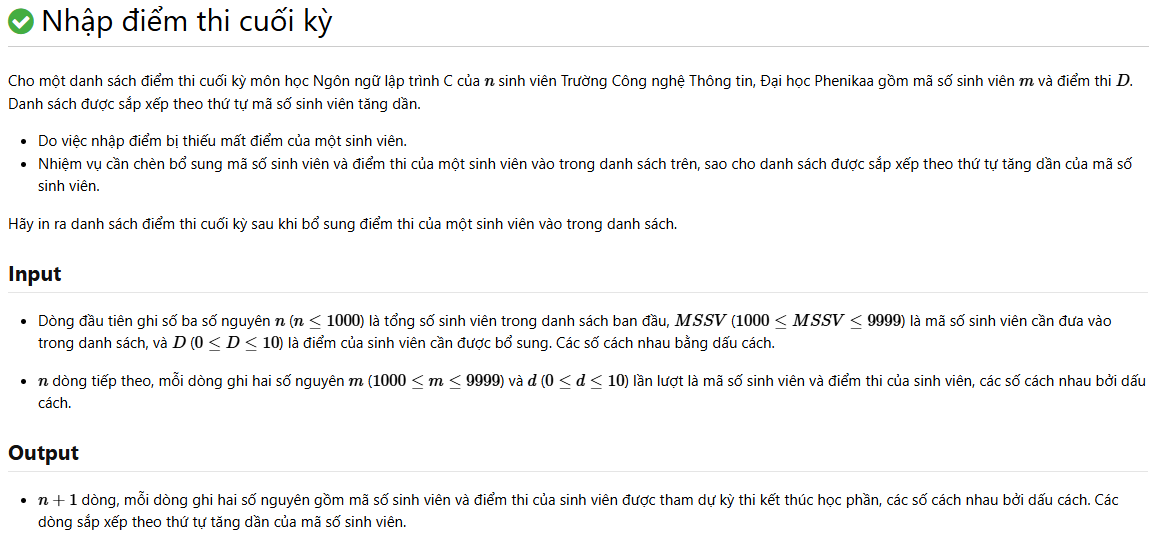 Nhập điểm thi cuối kỳ
Cho một danh sách điểm thi cuối kỳ môn học Ngôn ngữ lập trình C của n sinh viên Trường Công nghệ Thông tin, Đại học Phenikaa gồm mã số sinh viên m và điểm thi D.
Danh sách được sắp xếp theo thứ tự mã số sinh viên tăng dần.
• Do việc nhập điểm bị thiếu mất điểm của một sinh viên.
• Nhiệm vụ cần chèn bổ sung mã số sinh viên và điểm thi của một sinh viên vào trong danh sách trên, sao cho danh sách được sắp xếp theo thứ tự tăng dần của mã số
sinh viên.
Hãy in ra danh sách điểm thi cuối kỳ sau khi bổ sung điểm thi của một sinh viên vào trong danh sách.
Input
• Dòng đầu tiên ghi số ba số nguyên n (n ≤ 1000) là tổng số sinh viên trong danh sách ban đầu, MSSV (1000 ≤ MSSV ≤ 9999) là mã số sinh viên cần đưa vào
trong danh sách, và D (0 ≤ D ≤ 10) là điểm của sinh viên cần được bổ sung. Các số cách nhau bằng dấu cách.
• n dòng tiếp theo, mỗi dòng ghi hai số nguyên m (1000 ≤ m ≤ 9999) và d (0 ≤ d ≤ 10) lần lượt là mã số sinh viên và điểm thi của sinh viên, các số cách nhau bởi dấu
cách.
Output
• n + 1 dòng, mỗi dòng ghi hai số nguyên gồm mã số sinh viên và điểm thi của sinh viên được tham dự kỳ thi kết thúc học phần, các số cách nhau bởi dấu cách. Các
dòng sắp xếp theo thứ tự tăng dần của mã số sinh viên.